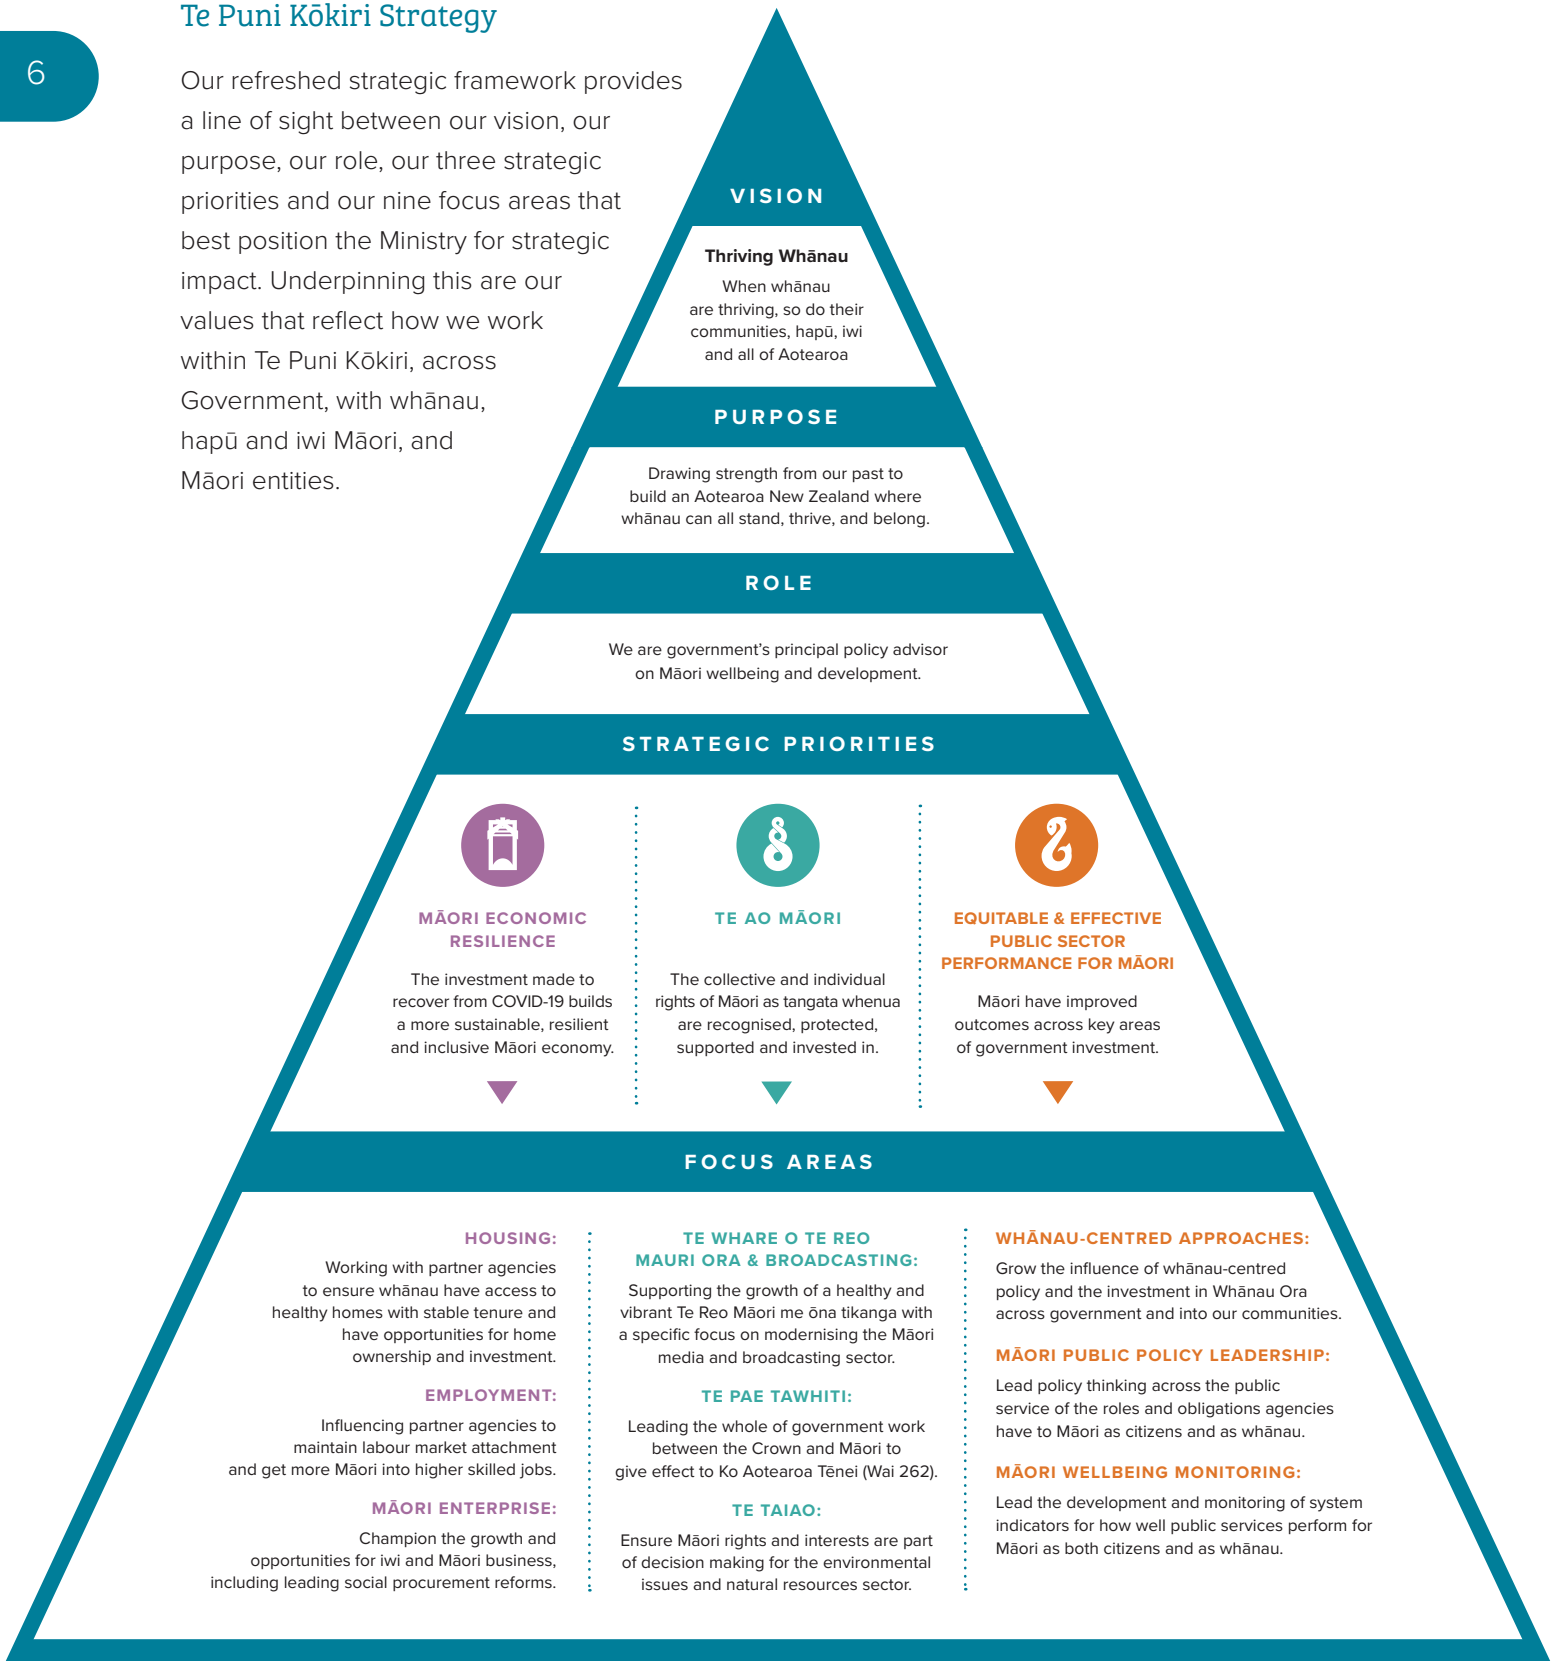 Te Puni Kōkiri Strategy
6
Our refreshed strategic framework provides
a line of sight between our vision, our
purpose, our role, our three strategic
priorities and our nine focus areas that
best position the Ministry for strategic
impact. Underpinning this are our
values that reflect how we work
within Te Puni Kōkiri, across
Government, with whānau,
hapū and iwi Māori, and
Māori entities.
VISION
Thriving Whānau
When whānau
are thriving, so do their
communities, hapū, iwi
and all of Aotearoa
PURPOSE
Drawing strength from our past to
build an Aotearoa New Zealand where
whānau can all stand, thrive, and belong.
ROLE
We are government's principal policy advisor
on Māori wellbeing and development.
STRATEGIC PRIORITIES
MĀORI ECONOMIC
RESILIENCE
The investment made to
recover from COVID-19 builds
a more sustainable, resilient
and inclusive Māori economy.
TE AO MĀORI
The collective and individual
rights of Māori as tangata whenua
are recognised, protected,
supported and invested in.
EQUITABLE & EFFECTIVE
PUBLIC SECTOR
PERFORMANCE FOR MĀORI
Māori have improved
outcomes across key areas
of government investment.
FOCUS AREAS
HOUSING:
Working with partner agencies
to ensure whānau have access to
healthy homes with stable tenure and
have opportunities for home
ownership and investment.
EMPLOYMENT:
Influencing partner agencies to
maintain labour market attachment
and get more Māori into higher skilled jobs.
MĀORI ENTERPRISE:
Champion the growth and
opportunities for iwi and Māori business,
including leading social procurement reforms.
TE WHARE O TE REO
MAURI ORA & BROADCASTING:
Supporting the growth of a healthy and
vibrant Te Reo Māori me ōna tikanga with
a specific focus on modernising the Māori
media and broadcasting sector.
TE PAE TAWHITI:
Leading the whole of government work
between the Crown and Māori to
give effect to Ko Aotearoa Tēnei (Wai 262).
TE TAIAO:
Ensure Māori rights and interests are part
of decision making for the environmental
issues and natural resources sector.
WHĀNAU-CENTRED APPROACHES:
Grow the influence of whānau-centred
policy and the investment in Whānau Ora
across government and into our communities.
MĀORI PUBLIC POLICY LEADERSHIP:
Lead policy thinking across the public
service of the roles and obligations agencies
have to Māori as citizens and as whānau.
MĀORI WELLBEING MONITORING:
Lead the development and monitoring of system
indicators for how well public services perform for
Māori as both citizens and as whānau.